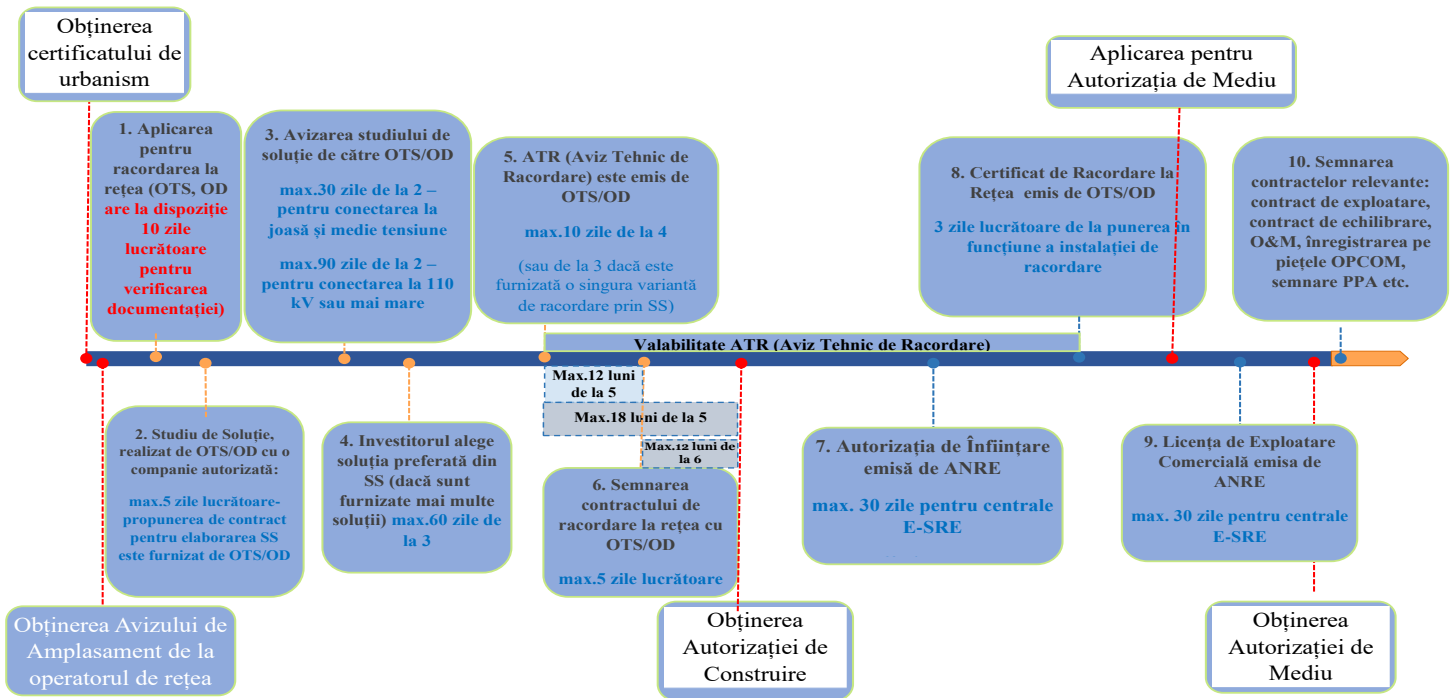 Obținerea
certificatului de
urbanism
Aplicarea pentru
Autorizația de Mediu
1. Aplicarea
pentru
racordarea la
rețea (OTS, OD
are la dispoziție
10 zile
lucrătoare
pentru
verificarea
documentației)
3. Avizarea studiului de
soluție de către OTS/OD
max.30 zile de la 2 –
pentru conectarea la
joasă și medie tensiune
max.90 zile de la 2 –
pentru conectarea la 110
kV sau mai mare
5. ATR (Aviz Tehnic de
Racordare) este emis de
OTS/OD
max.10 zile de la 4
(sau de la 3 dacă este
furnizată o singura variantă
de racordare prin SS)
8. Certificat de Racordare la
Rețea emis de OTS/OD
3 zile lucrătoare de la punerea în
funcțiune a instalației de
racordare
10. Semnarea
contractelor relevante:
contract de exploatare,
contract de echilibrare,
O&M, înregistrarea pe
piețele OPCOM,
semnare PPA etc.
Valabilitate ATR (Aviz Tehnic de Racordare)
Max.12 luni
de la 5
Max.18 luni de la 5
Max.12 luni de
la 6
2. Studiu de Soluție,
realizat de OTS/OD cu o
companie autorizată:
max.5 zile lucrătoare-
propunerea de contract
pentru elaborarea SS
este furnizat de OTS/OD
4. Investitorul alege
soluția preferată din
SS (dacă sunt
furnizate mai multe
soluții) max.60 zile de
la 3
6. Semnarea
contractului de
racordare la rețea cu
OTS/OD
max.5 zile lucrătoare
7. Autorizația de Înființare
emisă de ANRE
max. 30 zile pentru centrale
E-SRE
9. Licența de Exploatare
Comercială emisa de
ANRE
max. 30 zile pentru centrale
E-SRE
Obținerea Avizului de
Amplasament de la
operatorul de rețea
Obținerea
Autorizației de
Construire
Obținerea
Autorizației de
Mediu